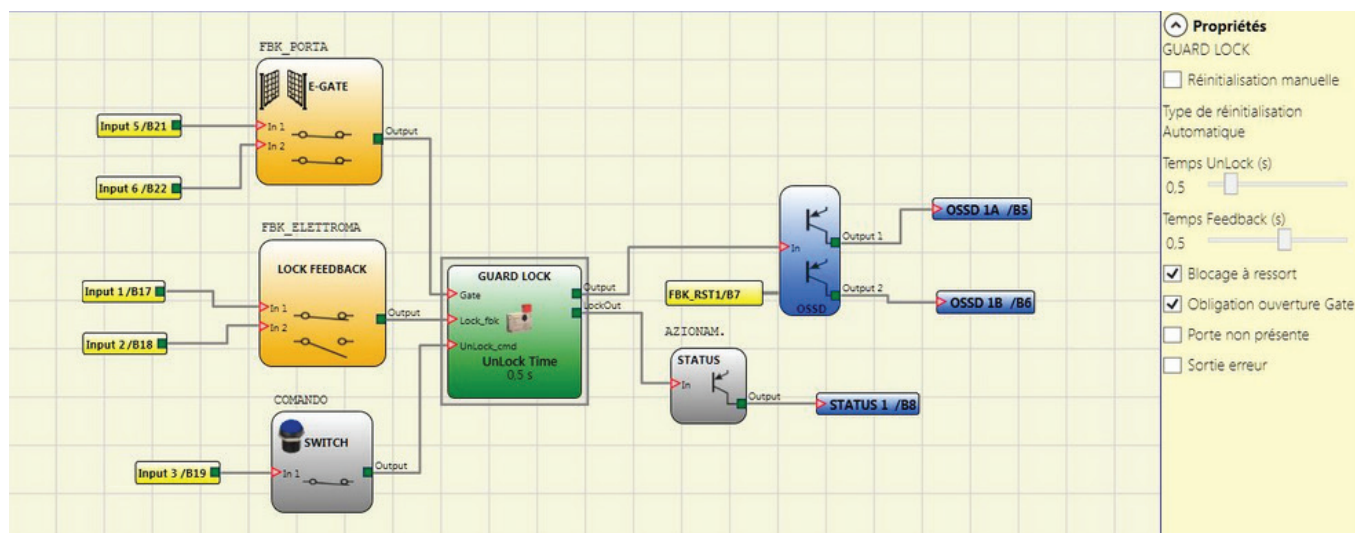 FBK_PORTA
E-GATE
Input 5 /B21
In 1
In 2
Output
Input 6 /B22
FBK_ELETTROMA
LOCK FEEDBACK
Input 1 /B17
In 1
In 2
Output
Input 2 /B18
GUARD LOCK
Gate
Lock_fbk
UnLock_cmd
UnLock Time
0,5 s
Output
LockOut
COMANDO
SWITCH
Input 3 /B19
In 1
Output
In
Output 1
Output 2
OSSD
OSSD 1A /B5
OSSD 1B /B6
FBK_RST1/B7
AZIONAM.
STATUS
In
Output
STATUS 1 /B8
Propriétés
GUARD LOCK
Réinitialisation manuelle
Type de réinitialisation
Automatique
Temps UnLock (s)
0,5
Temps Feedback (s)
0,5
Blocage à ressort
Obligation ouverture Gate
Porte non présente
Sortie erreur